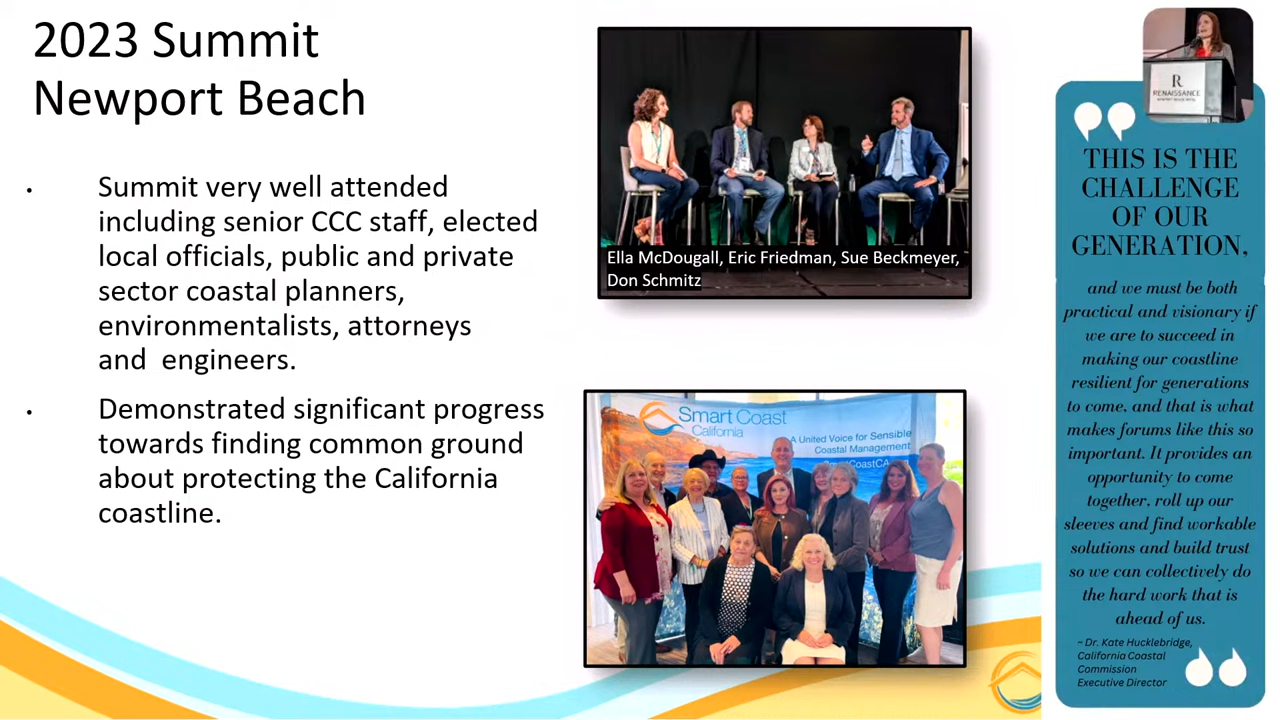 2023 Summit
Newport Beach
• Summit very well attended
including senior CCC staff, elected
local officials, public and private
sector coastal planners,
environmentalists, attorneys
and  engineers.
• Demonstrated significant progress
towards finding common ground
about protecting the California
coastline.
Ella McDougall, Eric Friedman, Sue Beckmeyer,
Don Schmitz
Smart Coast
California
A United Voice for Sensible
Coastal Management
SmartCoastCA
R
RENAISSANCE
THIS IS THE
CHALLENGE
OF OUR
GENERATION,
and we must be both
practical and visionary if
we are to succeed in
making our coastline
resilient for generations
to come, and that is what
makes forums like this so
important. It provides an
opportunity to come
together, roll up our
sleeves and find workable
solutions and build trust
so we can collectively do
the hard work that is
ahead of us.
~ Dr. Kate Hucklebridge,
California Coastal
Commission
Executive Director